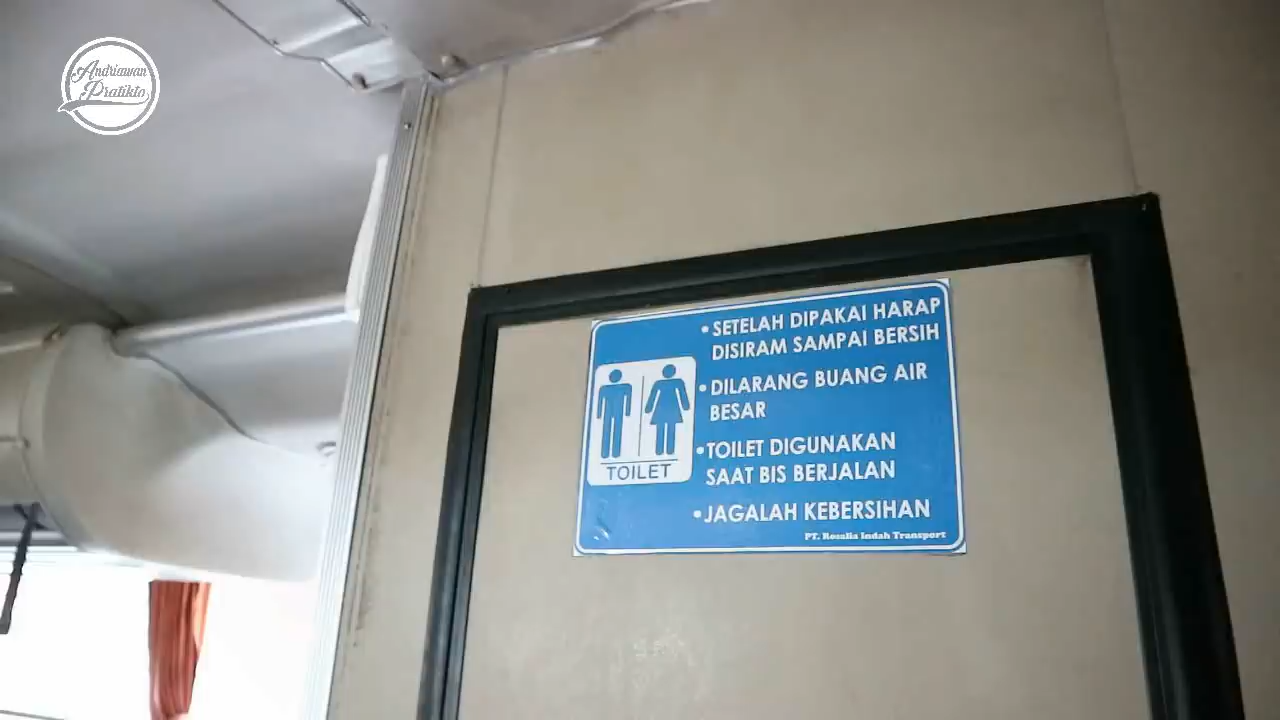 Andriawan
Pratikto
• SETELAH DIPAKAI HARAP
DISIRAM SAMPAI BERSIH
• DILARANG BUANG AIR
BESAR
• TOILET DIGUNAKAN
SAAT BIS BERJALAN
• JAGALAH KEBERSIHAN
TOILET
PT. Rosalia Indah Transport